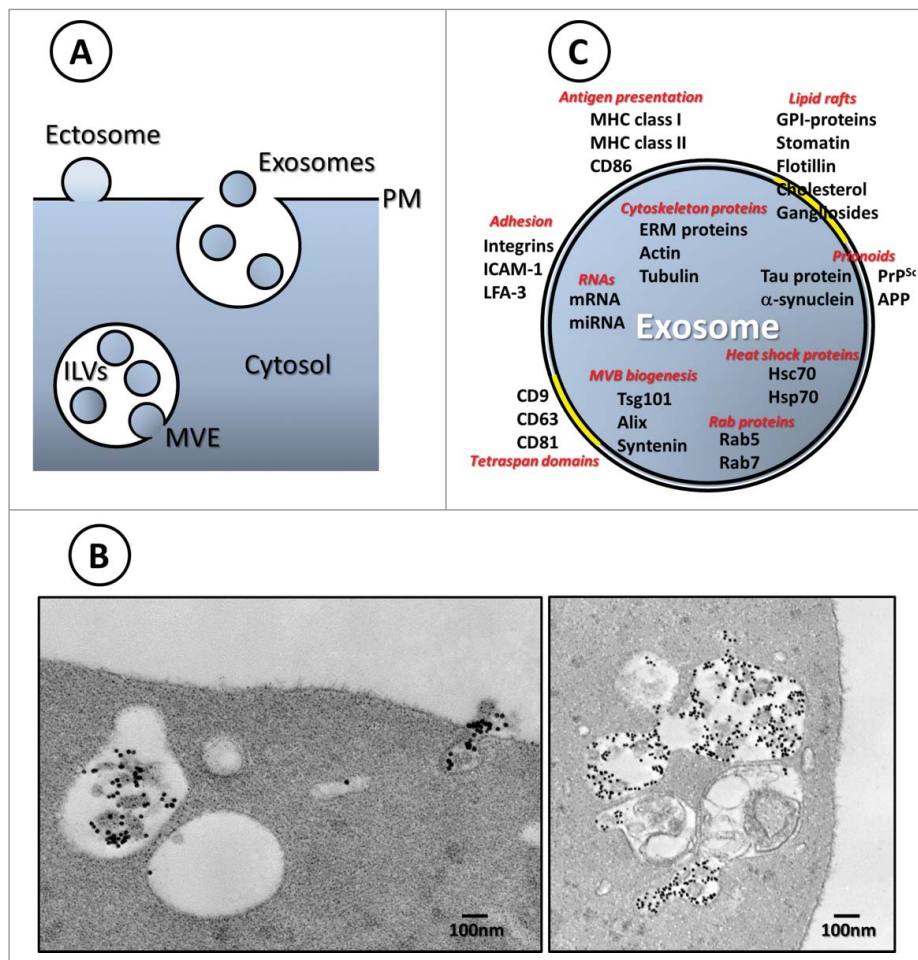 A
Ectosome
Exosomes
PM
ILVs
Cytosol
MVE
C
Antigen presentation
MHC class I
MHC class II
CD86
Lipid rafts
GPI-proteins
Stomatin
Flotillin
Cholesterol
Gangliosides
Adhesion
Integrins
ICAM-1
LFA-3
Cytoskeleton proteins
ERM proteins
Actin
Tubulin
Prionoids
Tau protein
α-synuclein
PrPSc
APP
RNAs
mRNA
miRNA
Exosome
Heat shock proteins
Hsc70
Hsp70
MVB biogenesis
Tsg101
Alix
Syntenin
Rab proteins
Rab5
Rab7
CD9
CD63
CD81
Tetraspan domains
B
100nm
100nm